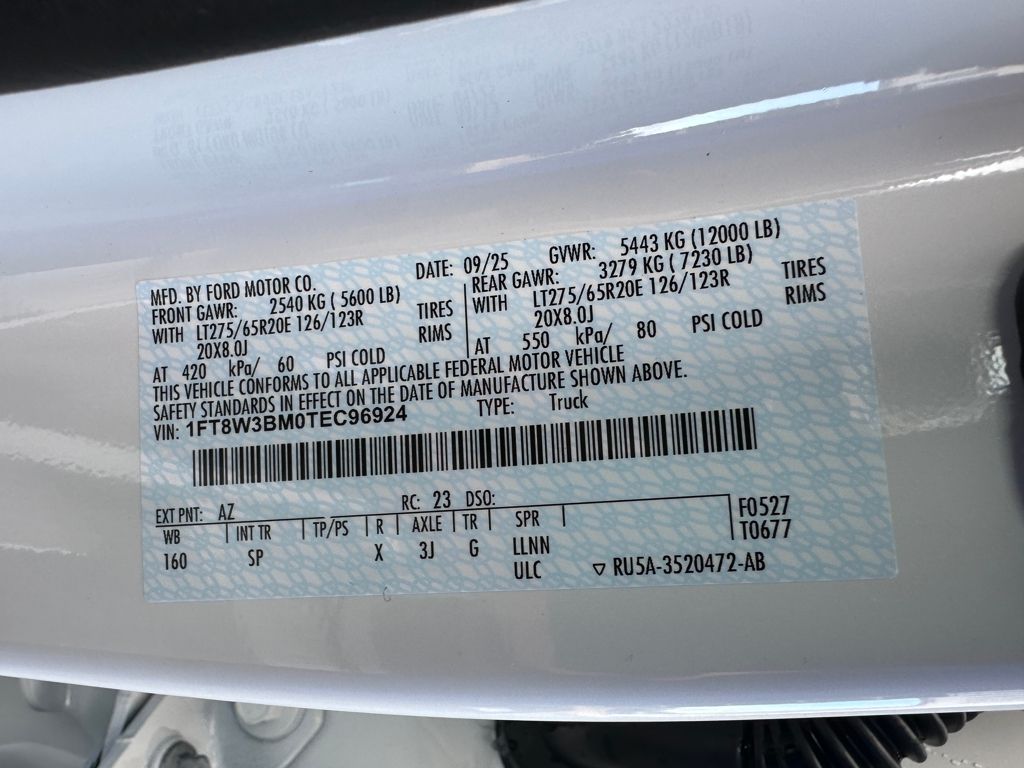 MFD. BY FORD MOTOR CO. DATE: 09/25 GVWR: 5443 KG (12000 LB)
FRONT GAWR: 2540 KG ( 5600 LB) REAR GAWR: 3279 KG ( 7230 LB)
WITH LT275/65R20E 126/123R TIRES WITH LT275/65R20E 126/123R TIRES
20X8.0J RIMS 20X8.0J RIMS
AT 420 kPa/ 60 PSI COLD AT 550 kPa/ 80 PSI COLD
THIS VEHICLE CONFORMS TO ALL APPLICABLE FEDERAL MOTOR VEHICLE
SAFETY STANDARDS IN EFFECT ON THE DATE OF MANUFACTURE SHOWN ABOVE.
VIN: 1FT8W3BM0TEC96924 TYPE: Truck
EXT PNT: AZ RC: 23 DSO:
WB INT TR TP/PS R AXLE TR SPR F0527
160 SP X 3J G LLNN T0677
ULC ▽ RU5A-3520472-AB